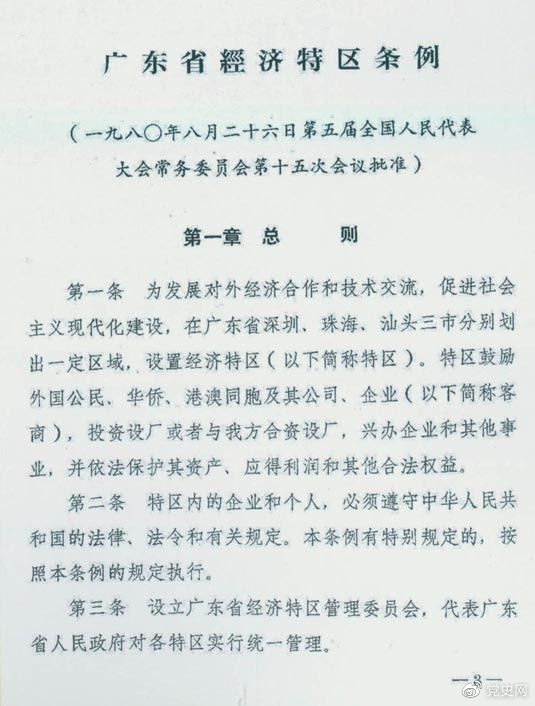 广东省經济特区条例
(一九八〇年八月二十六日第五届全国人民代表
大会常务委员会第十五次会议批准)
第一章 总 则
第一条 为发展对外经济合作和技术交流,促进社会
主义现代化建设,在广东省深圳、珠海、汕头三市分别划
出一定区域,设置经济特区(以下简称特区)。特区鼓励
外国公民、华侨、港澳同胞及其公司、企业(以下简称客
商),投资设厂或者与我方合资设厂,兴办企业和其他事
业,并依法保护其资产、应得利润和其他合法权益。
第二条 特区内的企业和个人,必须遵守中华人民共
和国的法律、法令和有关规定。本条例有特别规定的,按
照本条例的规定执行。
第三条 设立广东省经济特区管理委员会,代表广东
省人民政府对各特区实行统一管理。
—3—
党史网